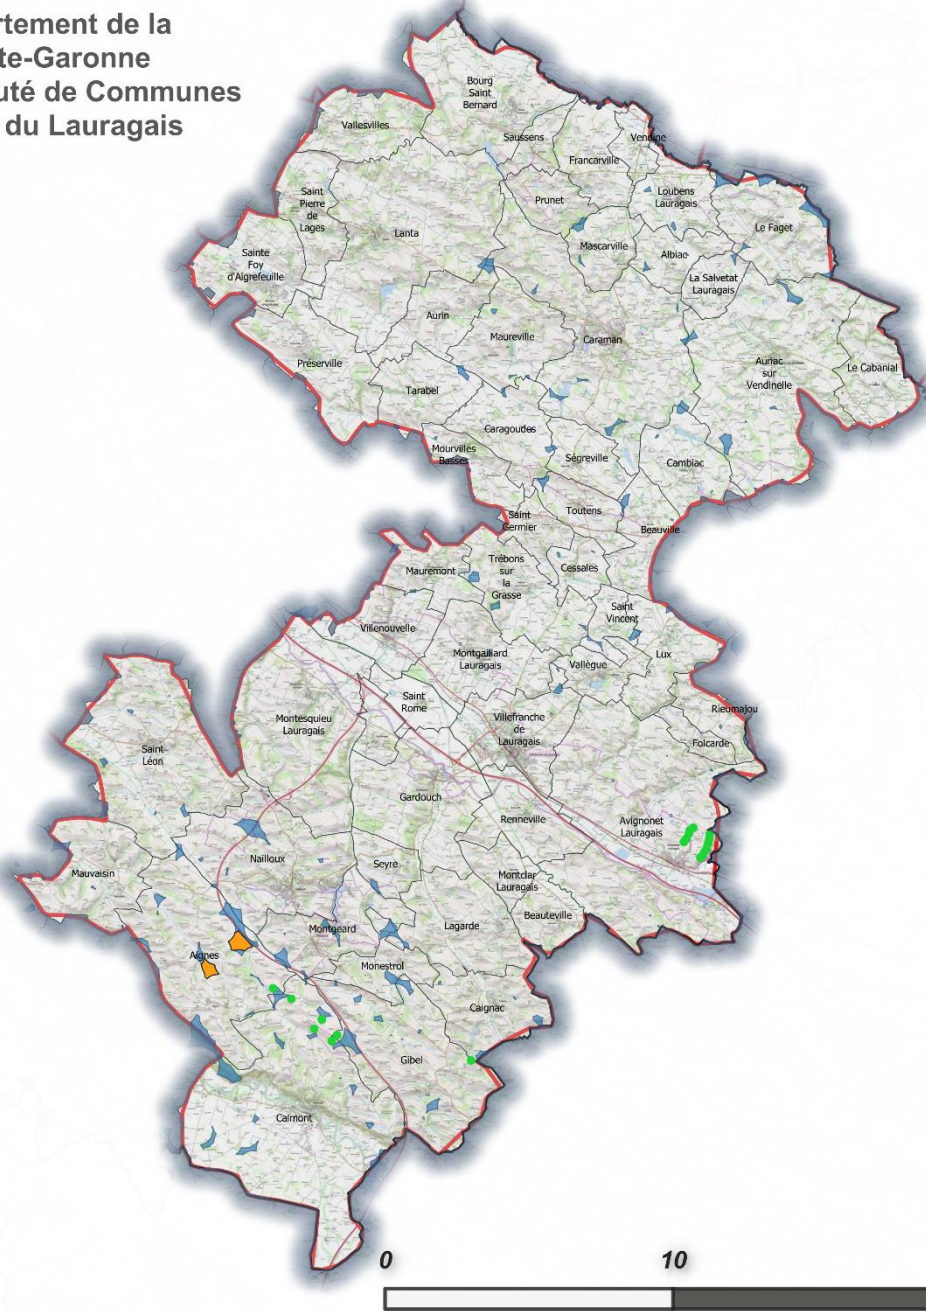 rtement de la
te-Garonne
uté de Communes
du Lauragais
Bourg
Saint
Bernard
Vallesvilles
Saussens
Vendine
Francarville
Saint
Pierre
de
Lages
Prunet
Loubens
Lauragais
Lanta
Le Faget
Mascarville
Albiac
Sainte
Foy
d'Aigrefeuille
La Salvetat
Lauragais
Aurin
Maureville
Caraman
Préserville
Auriac
sur
Vendinelle
Le Cabanial
Tarabel
Caragoudes
Mourvilles
Basses
Ségreville
Cambiac
Saint
Germier
Toutens
Beauville
Mauremont
Trébons
sur
la
Grasse
Cessales
Saint
Vincent
Villenouvelle
Montgaillard
Lauragais
Vallègue
Lux
Saint
Rome
Rieumajou
Montesquieu
Lauragais
Villefranche
de
Lauragais
Folcarde
Saint
Léon
Gardouch
Renneville
Avignonet
Lauragais
Nailloux
Seyre
Mauvaisin
Montclar
Lauragais
Beauteville
Montgeard
Lagarde
Aignes
Monestrol
Caignac
Gibel
Calmont
0
10